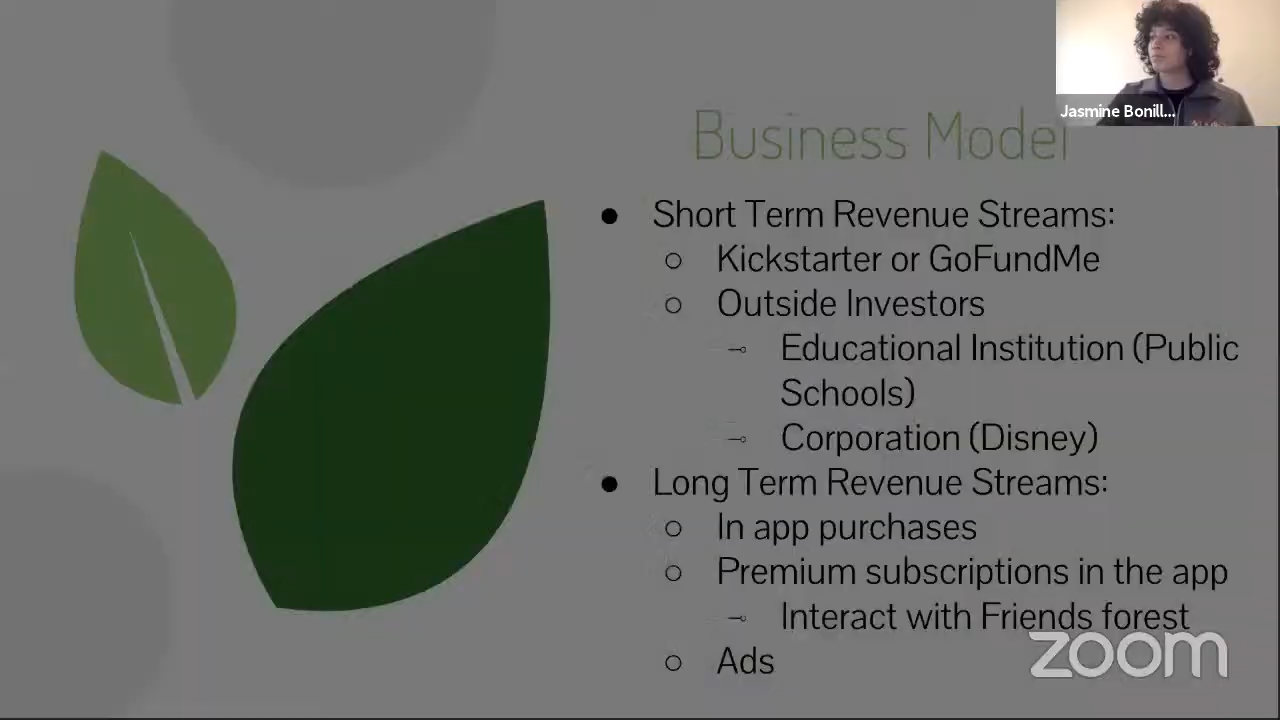 Jasmine Bonill...
Business Model
● Short Term Revenue Streams:
○ Kickstarter or GoFundMe
○ Outside Investors
⊸ Educational Institution (Public
Schools)
⊸ Corporation (Disney)
● Long Term Revenue Streams:
○ In app purchases
○ Premium subscriptions in the app
⊸ Interact with Friends forest
○ Ads
zoom